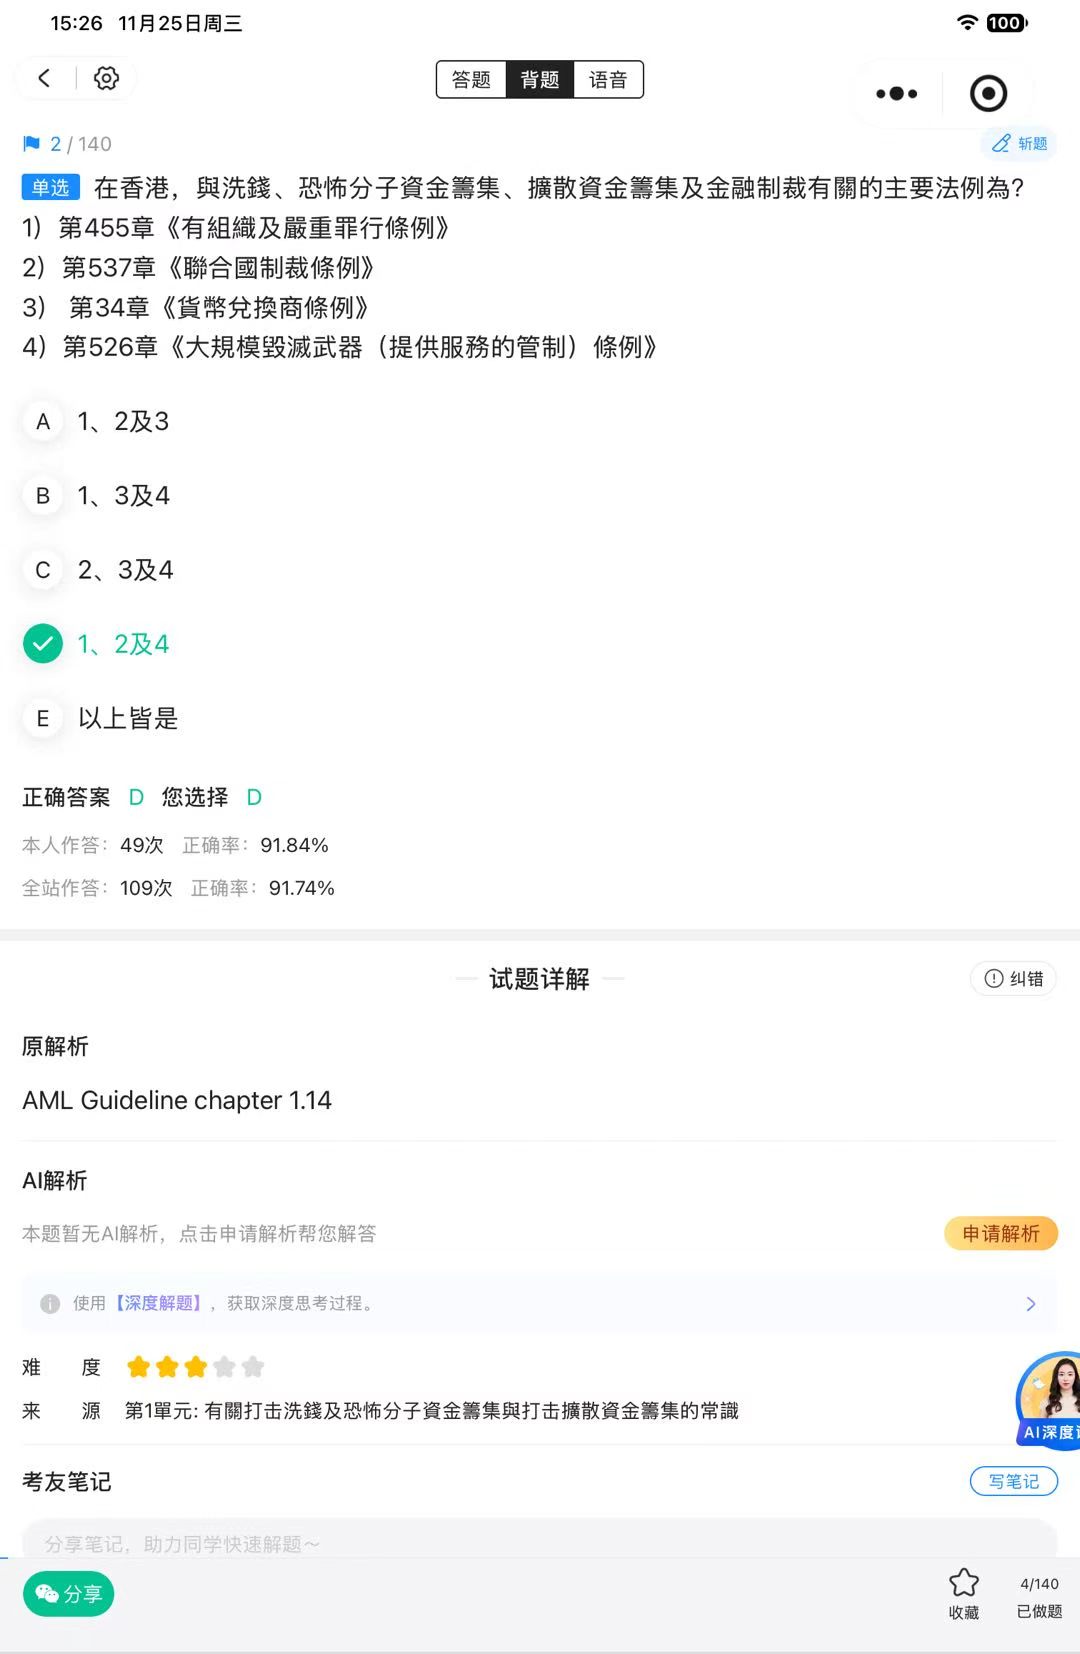 15:26 11月25日周三
100
答题 背题 语音
2/140
斩题
单选 在香港，與洗錢、恐怖分子資金籌集、擴散資金籌集及金融制裁有關的主要法例為?
1）第455章《有組織及嚴重罪行條例》
2）第537章《聯合國制裁條例》
3） 第34章《貨幣兌換商條例》
4）第526章《大規模毀滅武器（提供服務的管制）條例》
A 1、2及3
B 1、3及4
C 2、3及4
1、2及4
E 以上皆是
正确答案 D 您选择 D
本人作答： 49次 正确率： 91.84%
全站作答： 109次 正确率： 91.74%
试题详解
纠错
原解析
AML Guideline chapter 1.14
AI解析
本题暂无AI解析，点击申请解析帮您解答
申请解析
使用【深度解题】，获取深度思考过程。
难 度
来 源 第1單元: 有關打击洗錢及恐怖分子資金籌集與打击擴散資金籌集的常識
AI深度
考友笔记
写笔记
分享笔记，助力同学快速解题～
分享
收藏
4/140
已做题